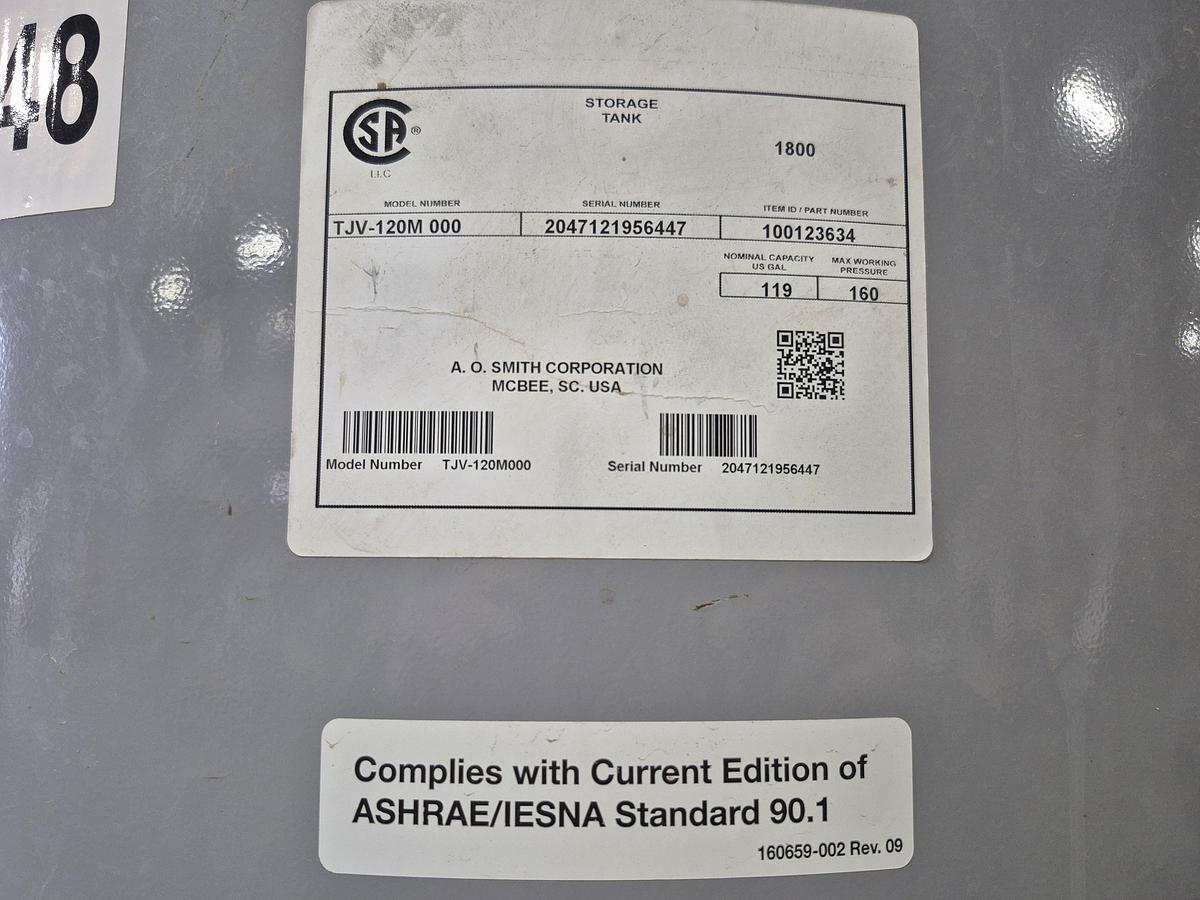 48
CSA ®
LLC
STORAGE
TANK
1800
MODEL NUMBER SERIAL NUMBER ITEM ID / PART NUMBER
TJV-120M 000 2047121956447 100123634
NOMINAL CAPACITY MAX WORKING
US GAL PRESSURE
119 160
A. O. SMITH CORPORATION
MCBEE, SC. USA
Model Number TJV-120M000 Serial Number 2047121956447
Complies with Current Edition of
ASHRAE/IESNA Standard 90.1
160659-002 Rev. 09